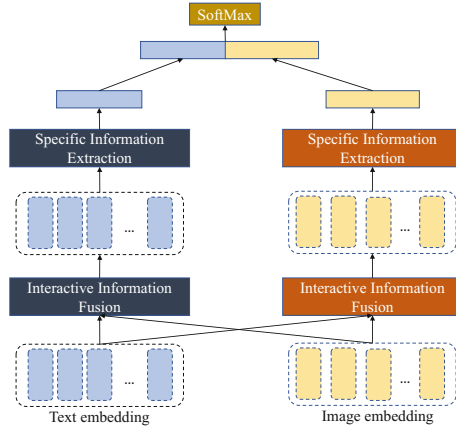 SoftMax
Specific Information
Extraction
Specific Information
Extraction
...
...
Interactive Information
Fusion
Interactive Information
Fusion
...
...
Text embedding
Image embedding